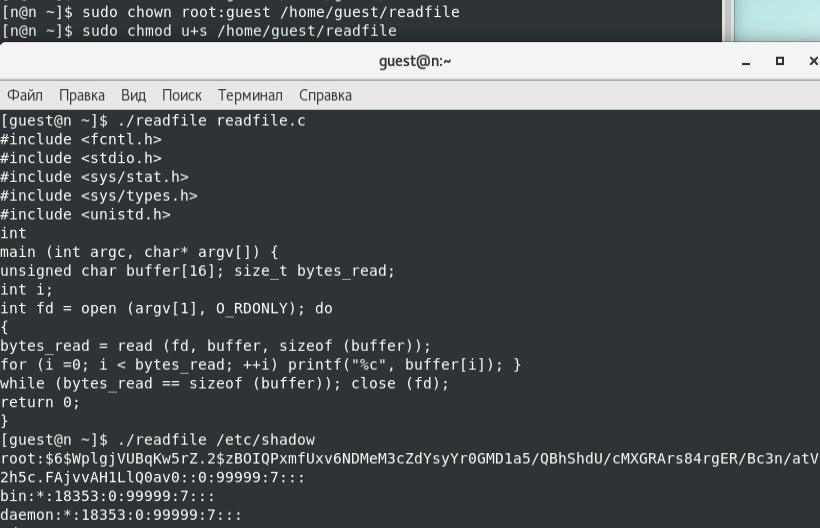 [n@n ~]$ sudo chown root:guest /home/guest/readfile
[n@n ~]$ sudo chmod u+s /home/guest/readfile
guest@n:~
Файл Правка Вид Поиск Терминал Справка
[guest@n ~]$ ./readfile readfile.c
#include <fcntl.h>
#include <stdio.h>
#include <sys/stat.h>
#include <sys/types.h>
#include <unistd.h>
int
main (int argc, char* argv[]) {
unsigned char buffer[16]; size_t bytes_read;
int i;
int fd = open (argv[1], O_RDONLY); do
{
bytes_read = read (fd, buffer, sizeof (buffer));
for (i =0; i < bytes_read; ++i) printf("%c", buffer[i]); }
while (bytes_read == sizeof (buffer)); close (fd);
return 0;
}
[guest@n ~]$ ./readfile /etc/shadow
root:$6$WplgjVUBqKw5rZ.2$zBOIQPxmfUxv6NDMeM3cZdYsyYr0GMD1a5/QBhShdU/cMXGRArs84rgER/Bc3n/atV
2h5c.FAjvvAH1LlQ0av0::0:99999:7:::
bin:*:18353:0:99999:7:::
daemon:*:18353:0:99999:7:::